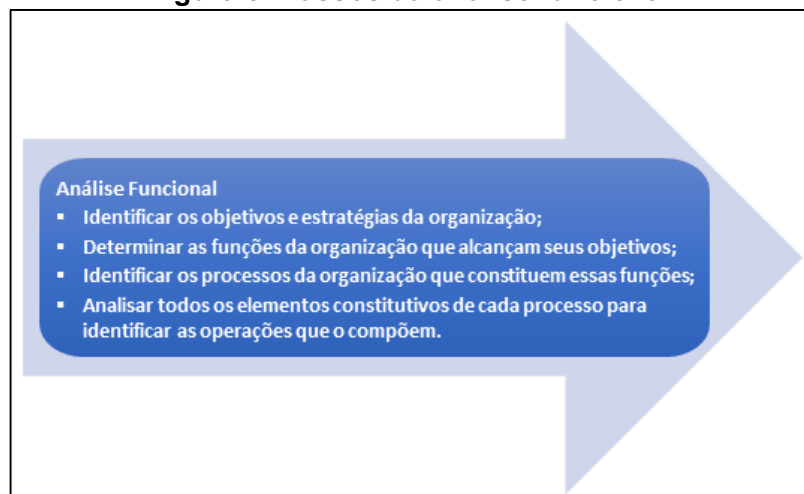 Análise Funcional
▪ Identificar os objetivos e estratégias da organização;
▪ Determinar as funções da organização que alcançam seus objetivos;
▪ Identificar os processos da organização que constituem essas funções;
▪ Analisar todos os elementos constitutivos de cada processo para
identificar as operações que o compõem.